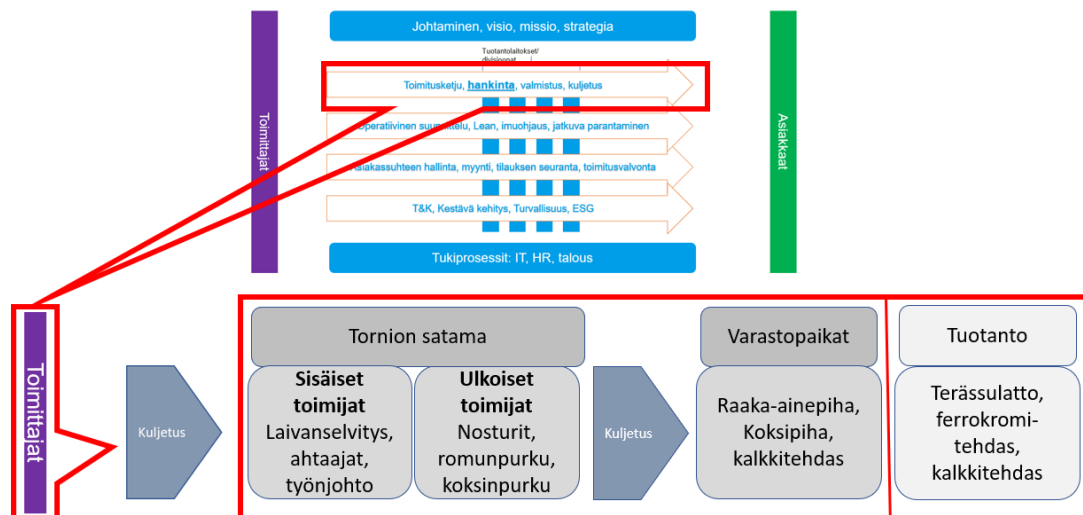 Johtaminen, visio, missio, strategia
Tuotantolaitokset/
divisioonat
Toimitusketju, hankinta, valmistus, kuljetus
Operatiivinen suunnittelu, Lean, imuohjaus, jatkuva parantaminen
Asiakassuhteen hallinta, myynti, tilauksen seuranta, toimitusvalvonta
T&K, Kestävä kehitys, Turvallisuus, ESG
Tukiprosessit: IT, HR, talous
Toimittajat
Asiakkaat
Toimittajat
Kuljetus
Tornion satama
Sisäiset
toimijat
Laivanselvitys,
ahtaajat,
työnjohto
Ulkoiset
toimijat
Nosturit,
romunpurku,
koksinpurku
Kuljetus
Varastopaikat
Raaka-ainepiha,
Koksipiha,
kalkkitehdas
Tuotanto
Terässulatto,
ferrokromi-
tehdas,
kalkkitehdas